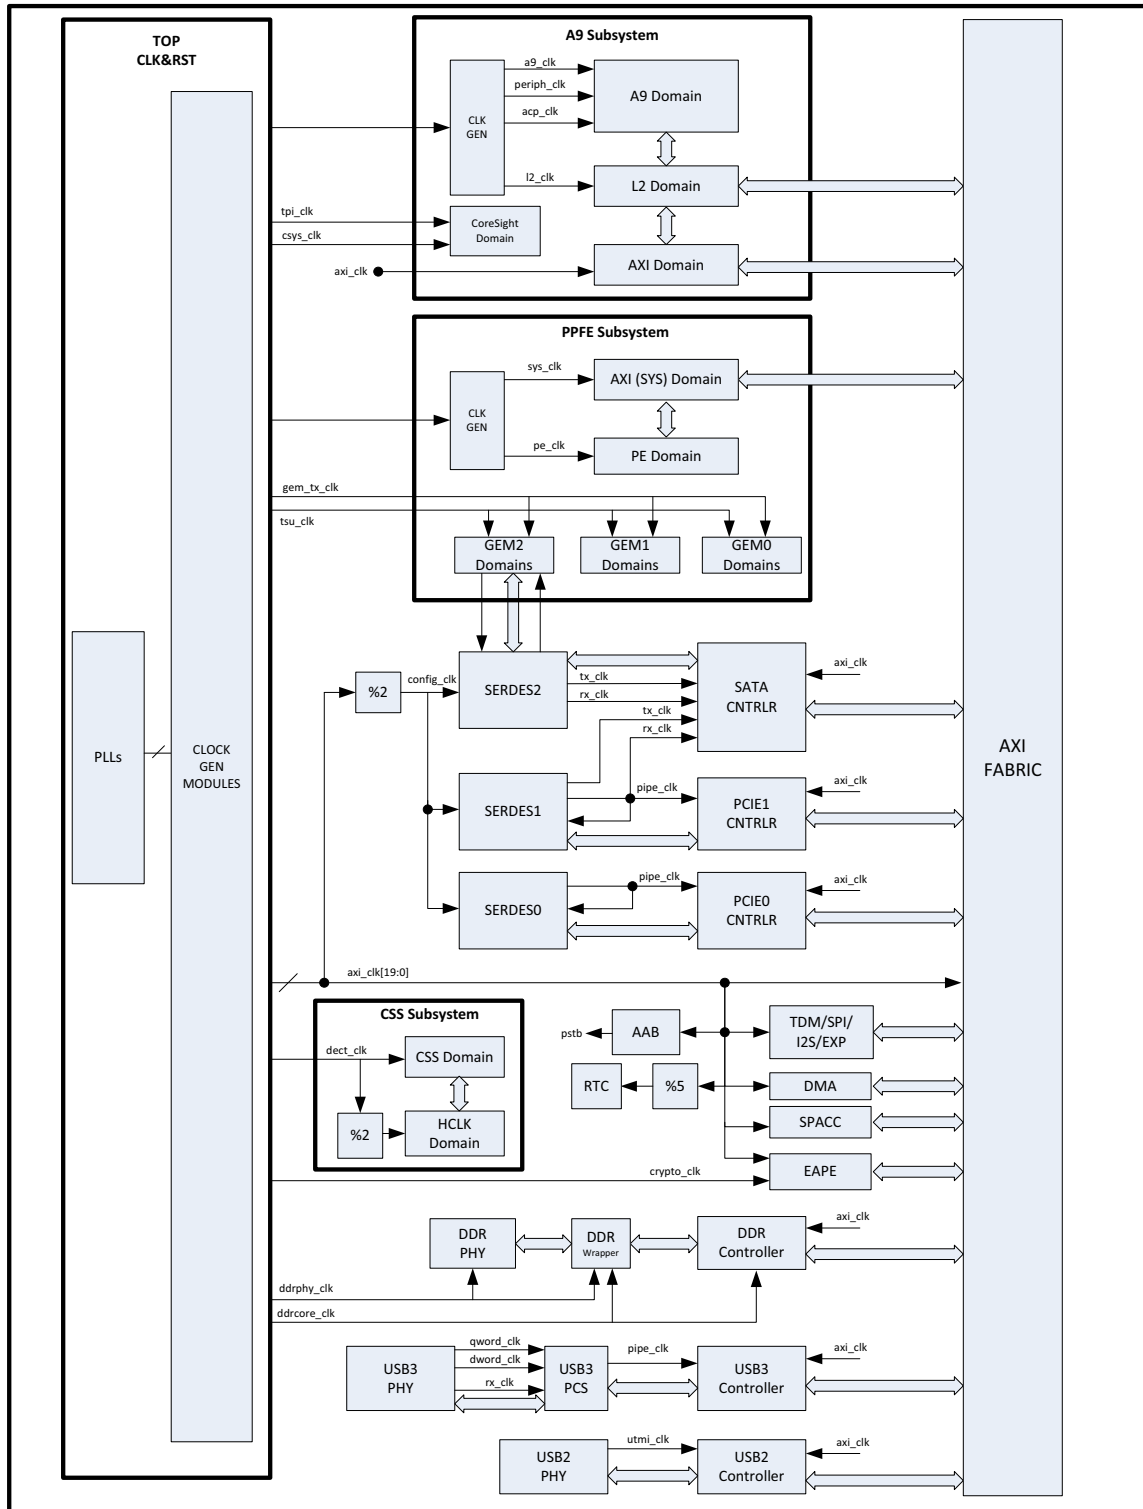 TOP
CLK&RST
CLOCK
GEN
MODULES
PLLs
A9 Subsystem
CLK
GEN
a9_clk
periph_clk
acp_clk
l2_clk
A9 Domain
L2 Domain
tpi_clk
csys_clk
CoreSight
Domain
axi_clk
AXI Domain
PPFE Subsystem
CLK
GEN
sys_clk
pe_clk
AXI (SYS) Domain
PE Domain
gem_tx_clk
tsu_clk
GEM2
Domains
GEM1
Domains
GEM0
Domains
%2
config_clk
SERDES2
tx_clk
rx_clk
tx_clk
rx_clk
SATA
CNTRLR
axi_clk
SERDES1
pipe_clk
PCIE1
CNTRLR
axi_clk
SERDES0
pipe_clk
PCIE0
CNTRLR
axi_clk
AXI
FABRIC
axi_clk[19:0]
CSS Subsystem
dect_clk
CSS Domain
%2
HCLK
Domain
pstb
AAB
TDM/SPI/
I2S/EXP
RTC
%5
DMA
SPACC
crypto_clk
EAPE
DDR
PHY
DDR
Wrapper
DDR
Controller
axi_clk
ddrphy_clk
ddrcore_clk
USB3
PHY
qword_clk
dword_clk
rx_clk
USB3
PCS
pipe_clk
USB3
Controller
axi_clk
USB2
PHY
utmi_clk
USB2
Controller
axi_clk